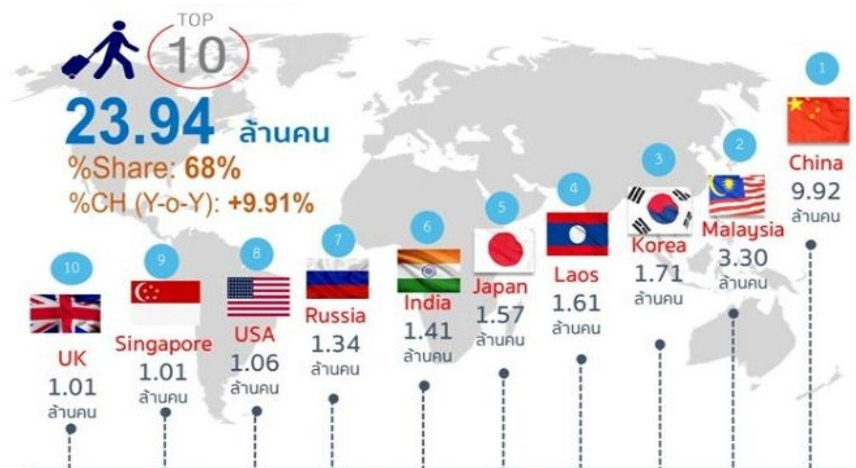 TOP
10
23.94 ล้านคน
%Share: 68%
%CH (Y-o-Y): +9.91%
1
China
9.92
ล้านคน
2
Malaysia
3.30
ล้านคน
3
Korea
1.71
ล้านคน
4
Laos
1.61
ล้านคน
5
Japan
1.57
ล้านคน
6
India
1.41
ล้านคน
7
Russia
1.34
ล้านคน
8
USA
1.06
ล้านคน
9
Singapore
1.01
ล้านคน
10
UK
1.01
ล้านคน